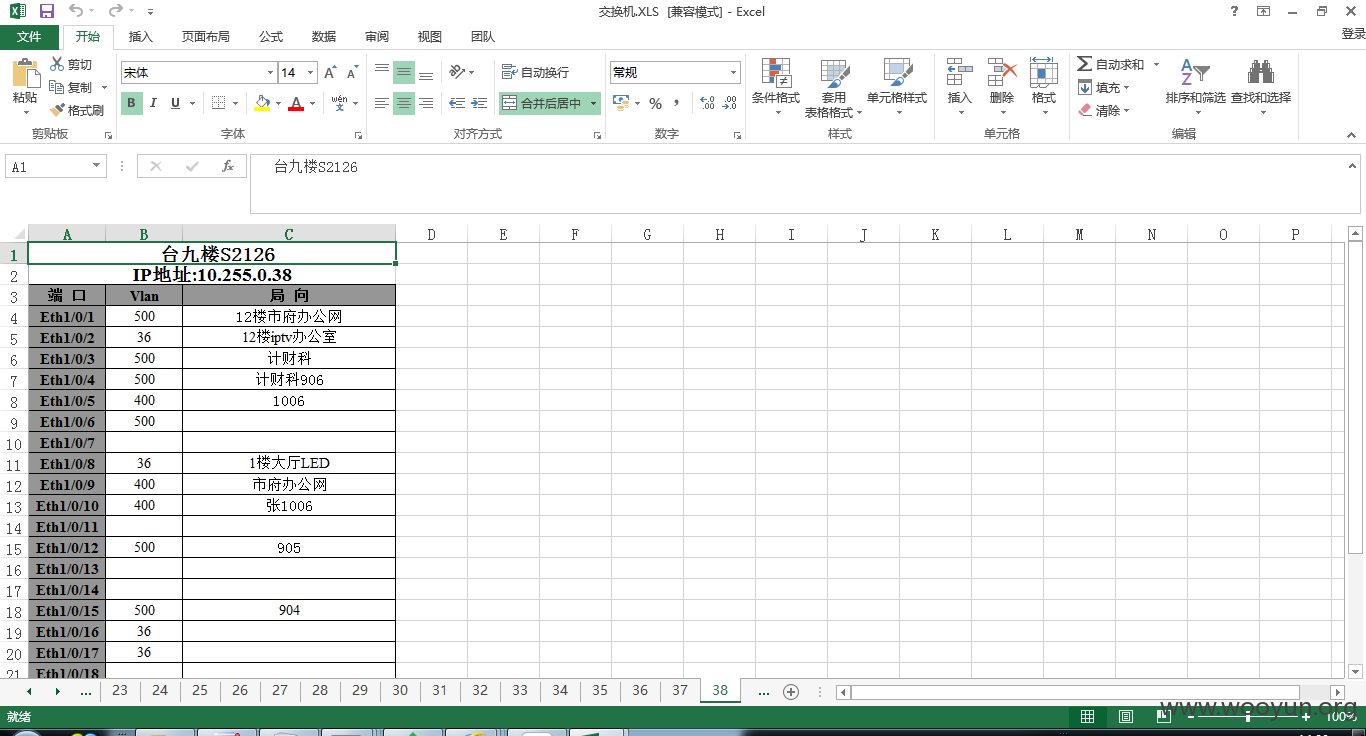 交换机.XLS [兼容模式] - Excel
? 
文件 开始 插入 页面布局 公式 数据 审阅 视图 团队 登录
粘贴 剪切 复制 格式刷 剪贴板
宋体 14 B I U A wén 字体
自动换行 合并后居中 对齐方式
常规 % 数字
条件格式 套用 表格格式 单元格样式 样式
插入 删除 格式 单元格
自动求和 填充 清除 排序和筛选 查找和选择 编辑
A1 fx 台九楼S2126
A B C D E F G H I J K L M N O P
1 台九楼S2126
2 IP地址:10.255.0.38
3 端 口 Vlan 局 向
4 Eth1/0/1 500 12楼市府办公网
5 Eth1/0/2 36 12楼iptv办公室
6 Eth1/0/3 500 计财科
7 Eth1/0/4 500 计财科906
8 Eth1/0/5 400 1006
9 Eth1/0/6 500
10 Eth1/0/7
11 Eth1/0/8 36 1楼大厅LED
12 Eth1/0/9 400 市府办公网
13 Eth1/0/10 400 张1006
14 Eth1/0/11
15 Eth1/0/12 500 905
16 Eth1/0/13
17 Eth1/0/14
18 Eth1/0/15 500 904
19 Eth1/0/16 36
20 Eth1/0/17 36
21 Eth1/0/18
... 23 24 25 26 27 28 29 30 31 32 33 34 35 36 37 38 ...
就绪 100%
www.wooyun.org